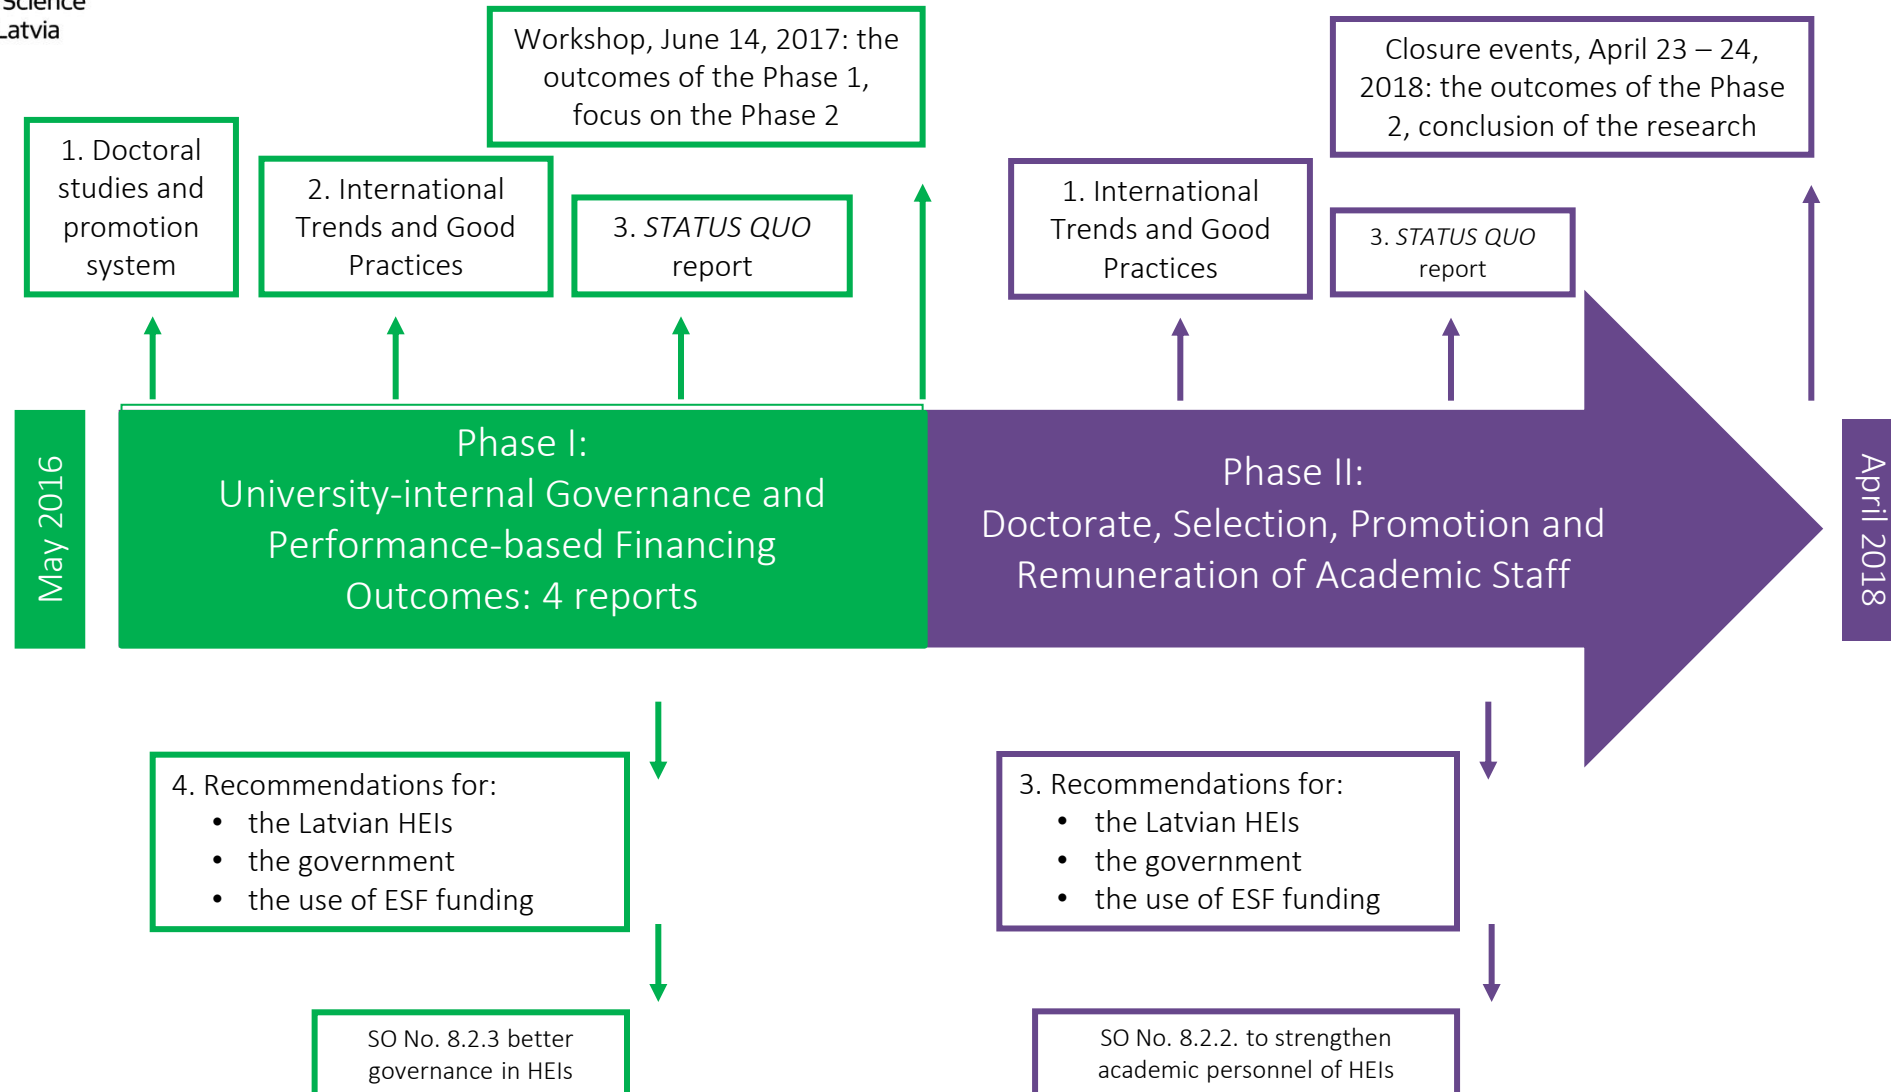 Science
Latvia
Workshop, June 14, 2017: the
outcomes of the Phase 1,
focus on the Phase 2
Closure events, April 23 – 24,
2018: the outcomes of the Phase
2, conclusion of the research
1. Doctoral
studies and
promotion
system
2. International
Trends and Good
Practices
3. STATUS QUO
report
1. International
Trends and Good
Practices
3. STATUS QUO
report
May 2016
Phase I:
University-internal Governance and
Performance-based Financing
Outcomes: 4 reports
Phase II:
Doctorate, Selection, Promotion and
Remuneration of Academic Staff
April 2018
4. Recommendations for:
• the Latvian HEIs
• the government
• the use of ESF funding
3. Recommendations for:
• the Latvian HEIs
• the government
• the use of ESF funding
SO No. 8.2.3 better
governance in HEIs
SO No. 8.2.2. to strengthen
academic personnel of HEIs